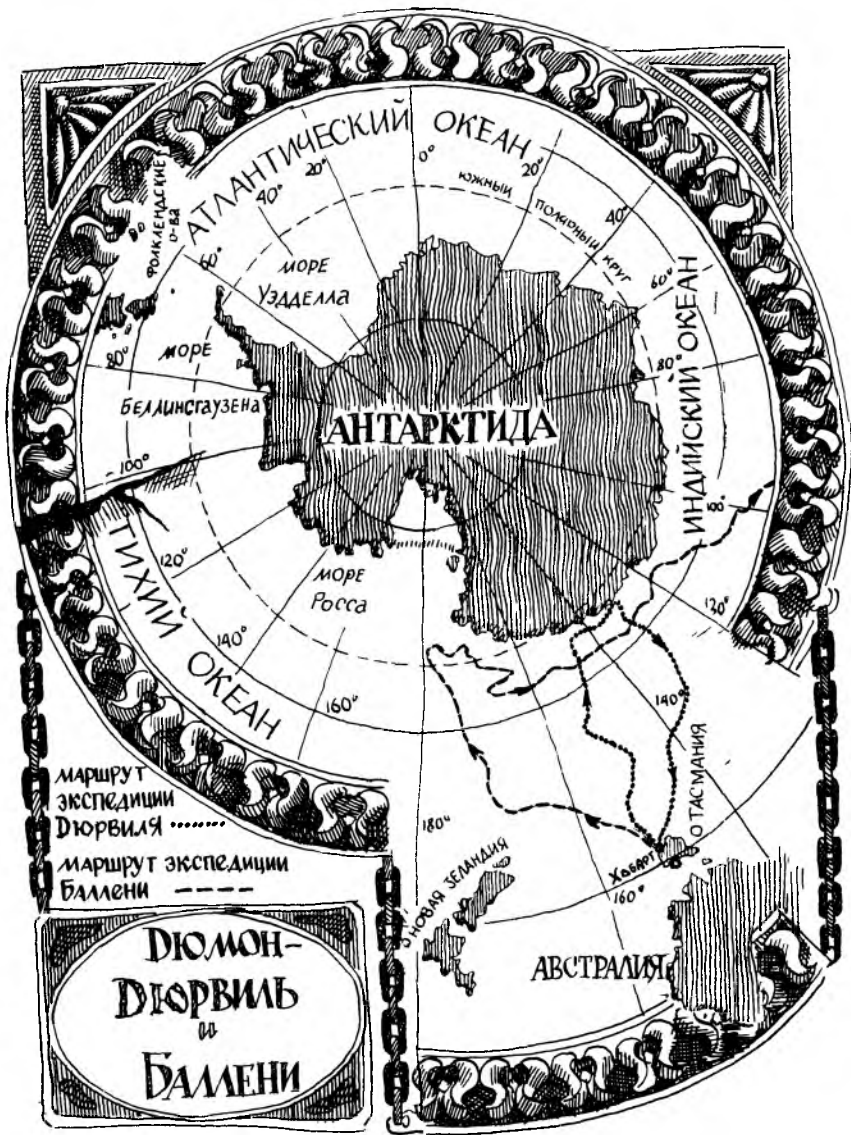 АТЛАНТИЧЕСКИЙ ОКЕАН
ФОЛКЛЕНДСКИЕ
О-ВА
60°
40°
20°
0°
20°
40°
60°
80°
100°
120°
140°
160°
180°
160°
140°
120°
100°
80°
ЮЖНЫЙ ПОЛЯРНЫЙ КРУГ
МОРЕ
УЭДДЕЛЛА
МОРЕ
БЕЛЛИНСГАУЗЕНА
АНТАРКТИДА
ИНДИЙСКИЙ ОКЕАН
МОРЕ
РОССА
ТИХИЙ ОКЕАН
О ТАСМАНИЯ
ХОБАРТ
НОВАЯ ЗЕЛАНДИЯ
АВСТРАЛИЯ
МАРШРУТ
ЭКСПЕДИЦИИ
ДЮРВИЛЯ
МАРШРУТ ЭКСПЕДИЦИИ
БАЛЛЕНИ
ДЮМОН-
ДЮРВИЛЬ
и
БАЛЛЕНИ